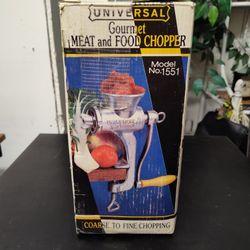 UNIVERSAL
Gourmet
MEAT and FOOD CHOPPER
Model
No. 1551
COARSE TO FINE CHOPPING